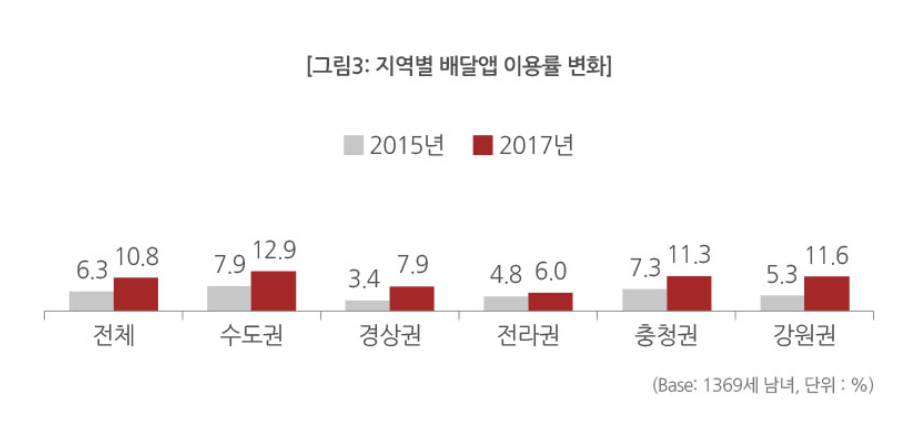 [그림3: 지역별 배달앱 이용률 변화]
2015년 2017년
6.3 10.8 7.9 12.9 3.4 7.9 4.8 6.0 7.3 11.3 5.3 11.6
전체 수도권 경상권 전라권 충청권 강원권
(Base: 1369세 남녀, 단위 : %)